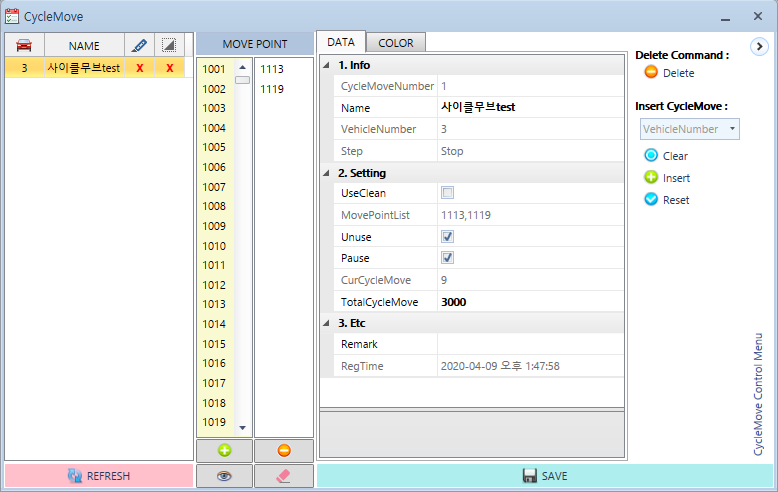 CycleMove
NAME
3 사이클무브test X X
MOVE POINT
1001
1002
1003
1004
1005
1006
1007
1008
1009
1010
1011
1012
1013
1014
1015
1016
1017
1018
1019
1113
1119
DATA COLOR
1. Info
CycleMoveNumber 1
Name 사이클무브test
VehicleNumber 3
Step Stop
2. Setting
UseClean
MovePointList 1113,1119
Unuse
Pause
CurCycleMove 9
TotalCycleMove 3000
3. Etc
Remark
RegTime 2020-04-09 오후 1:47:58
Delete Command :
Delete
Insert CycleMove :
VehicleNumber
Clear
Insert
Reset
CycleMove Control Menu
REFRESH
SAVE